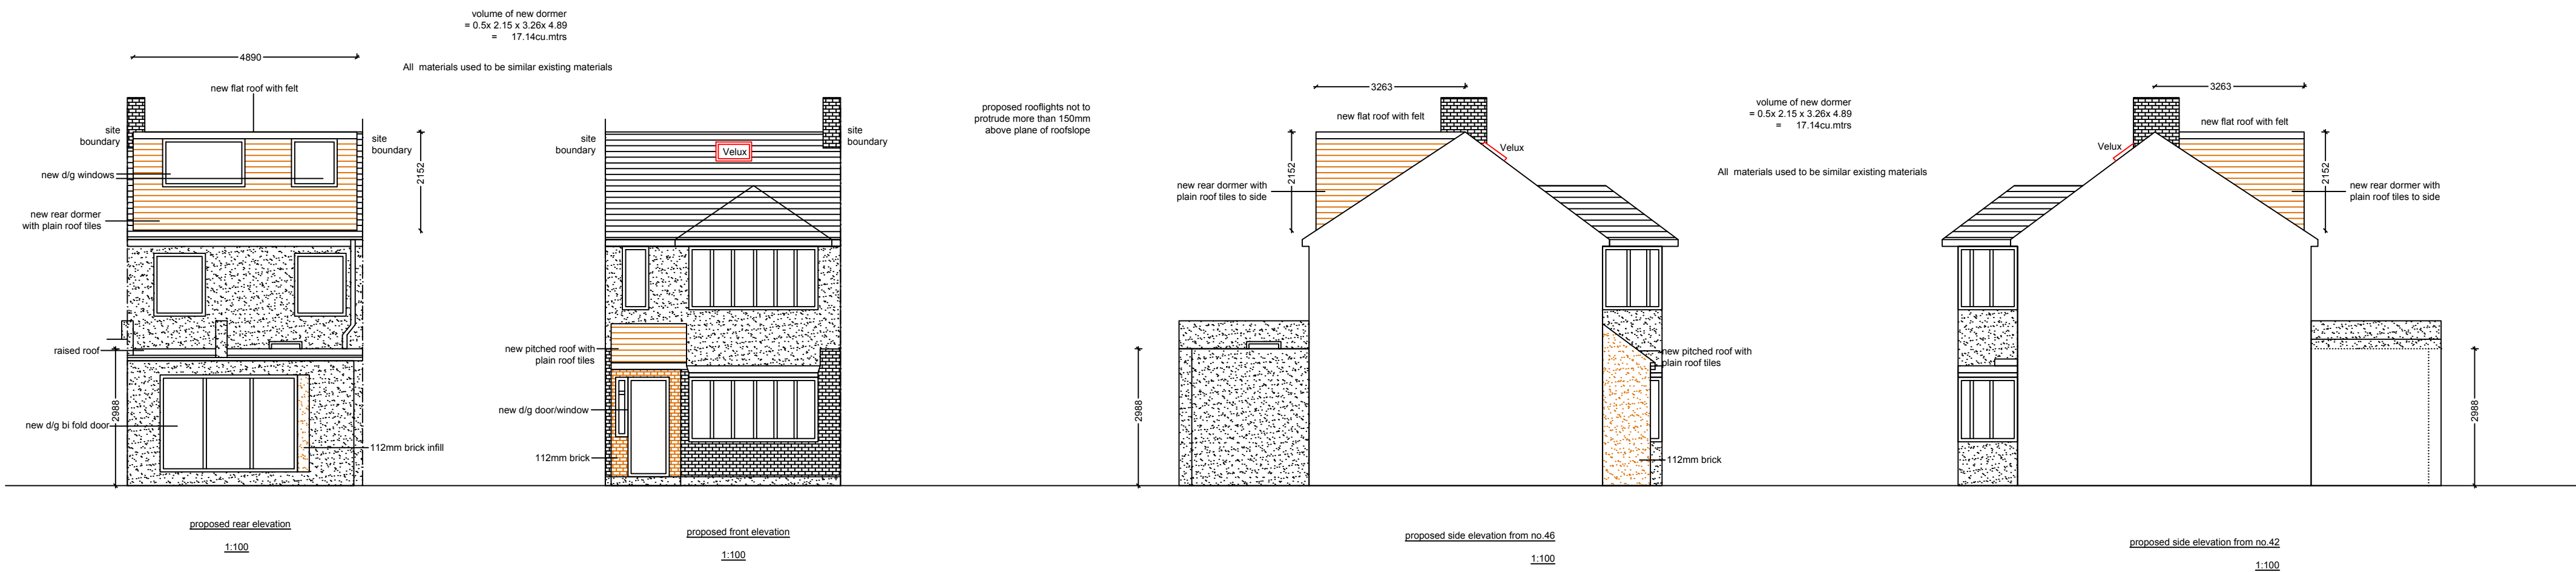 volume of new dormer
= 0.5x 2.15 x 3.26x 4.89
= 17.14cu.mtrs
All materials used to be similar existing materials
4890
new flat roof with felt
site
boundary
site
boundary
new d/g windows
2152
new rear dormer
with plain roof tiles
raised roof
2988
new d/g bi fold door
112mm brick infill
proposed rear elevation
1:100
site
boundary
site
boundary
Velux
new pitched roof with
plain roof tiles
new d/g door/window
112mm brick
proposed front elevation
1:100
proposed rooflights not to
protrude more than 150mm
above plane of roofslope
3263
new flat roof with felt
Velux
2152
new rear dormer with
plain roof tiles to side
new pitched roof with
plain roof tiles
2988
112mm brick
proposed side elevation from no.46
1:100
volume of new dormer
= 0.5x 2.15 x 3.26x 4.89
= 17.14cu.mtrs
All materials used to be similar existing materials
3263
new flat roof with felt
Velux
2152
new rear dormer with
plain roof tiles to side
2988
proposed side elevation from no.42
1:100